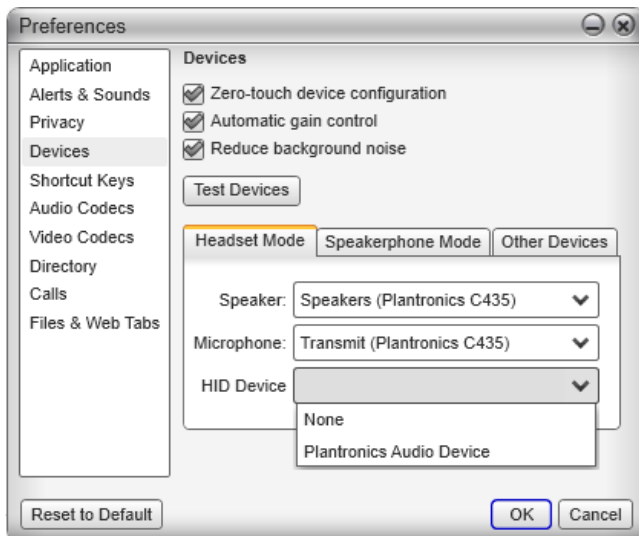 Preferences
Application
Alerts & Sounds
Privacy
Devices
Shortcut Keys
Audio Codecs
Video Codecs
Directory
Calls
Files & Web Tabs
Devices
Zero-touch device configuration
Automatic gain control
Reduce background noise
Test Devices
Headset Mode Speakerphone Mode Other Devices
Speaker: Speakers (Plantronics C435)
Microphone: Transmit (Plantronics C435)
HID Device
None
Plantronics Audio Device
Reset to Default OK Cancel